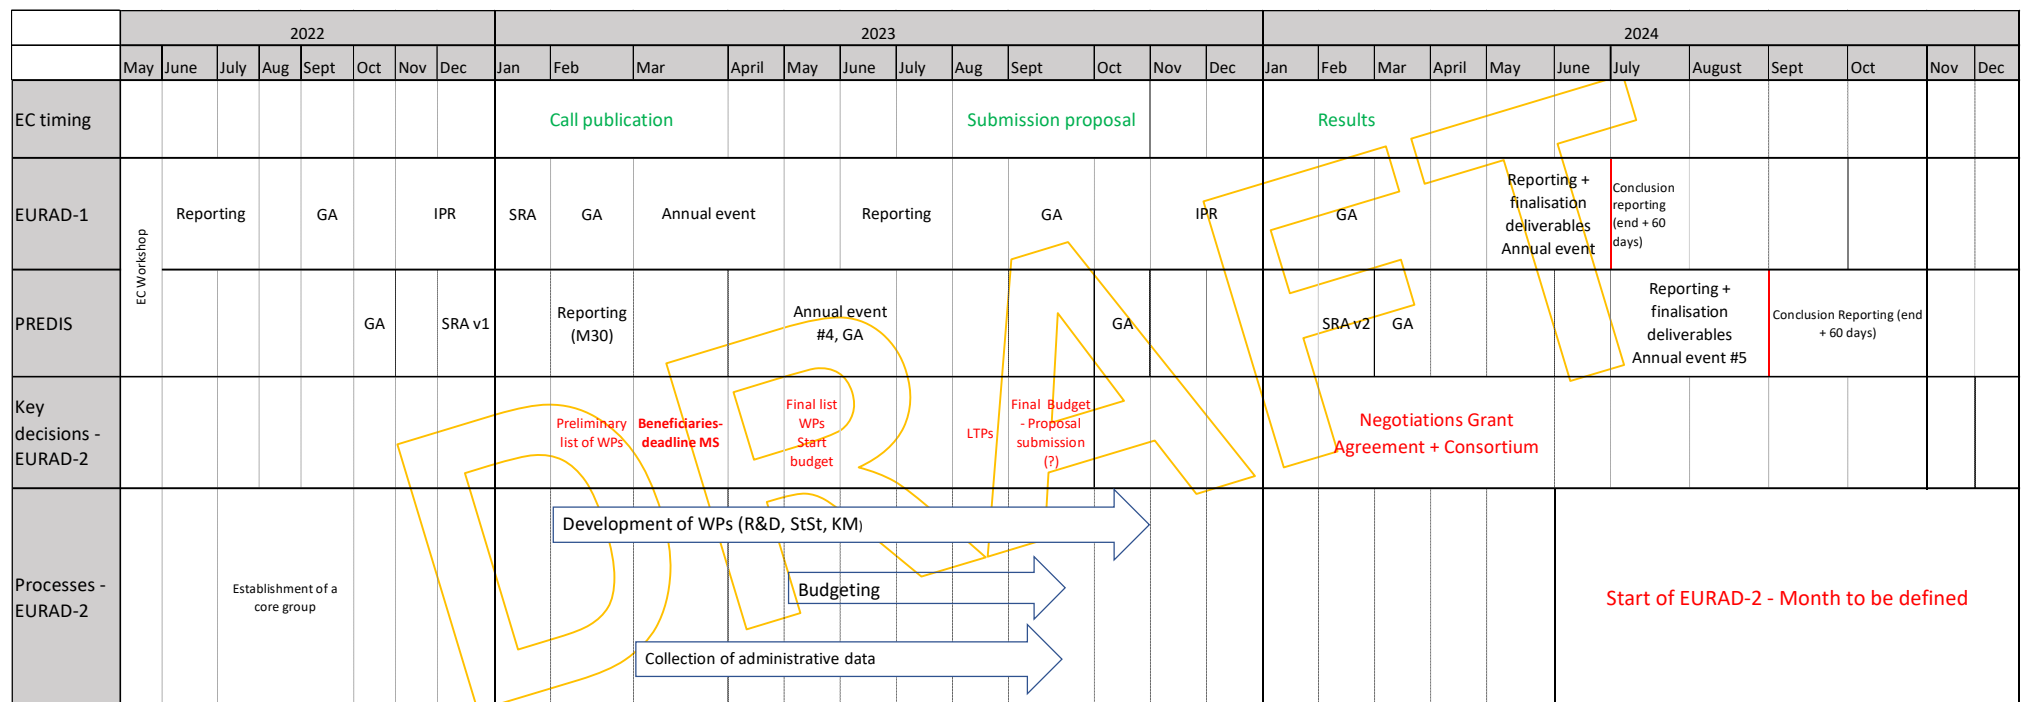 2022 2023 2024
May June July Aug Sept Oct Nov Dec Jan Feb Mar April May June July Aug Sept Oct Nov Dec Jan Feb Mar April May June July August Sept Oct Nov Dec
EC timing
Call publication
Submission proposal
Results
EC Workshop
EURAD-1
Reporting
GA
IPR
SRA
GA
Annual event
Reporting
GA
IPR
GA
Reporting +
finalisation
deliverables
Annual event
Conclusion
reporting
(end + 60
days)
PREDIS
GA
SRA v1
Reporting
(M30)
Annual event
#4, GA
GA
SRA v2
GA
Reporting +
finalisation
deliverables
Annual event #5
Conclusion Reporting (end
+ 60 days)
Key
decisions -
EURAD-2
Preliminary
list of WPs
Beneficiaries-
deadline MS
Final list
WPs
Start
budget
LTPs
Final Budget
- Proposal
submission
(?)
Negotiations Grant
Agreement + Consortium
Processes -
EURAD-2
Establishment of a
core group
Development of WPs (R&D, StSt, KM)
Budgeting
Collection of administrative data
Start of EURAD-2 - Month to be defined
DRAFT